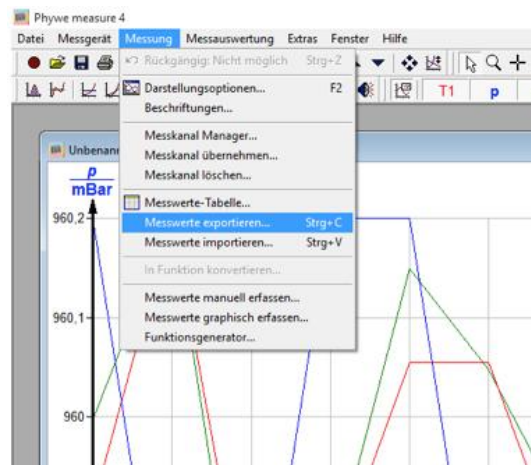 Phywe measure 4
Datei Messgerät Messung Messauswertung Extras Fenster Hilfe
Rückgängig: Nicht möglich Strg+Z
Darstellungsoptionen... F2
T1 p
Beschriftungen...
Messkanal Manager...
Unbenann
Messkanal übernehmen...
Messkanal löschen...
p
mBar
Messwerte-Tabelle...
960,2
Messwerte exportieren... Strg+C
Messwerte importieren... Strg+V
In Funktion konvertieren...
Messwerte manuell erfassen...
960,1
Messwerte graphisch erfassen...
Funktionsgenerator...
960